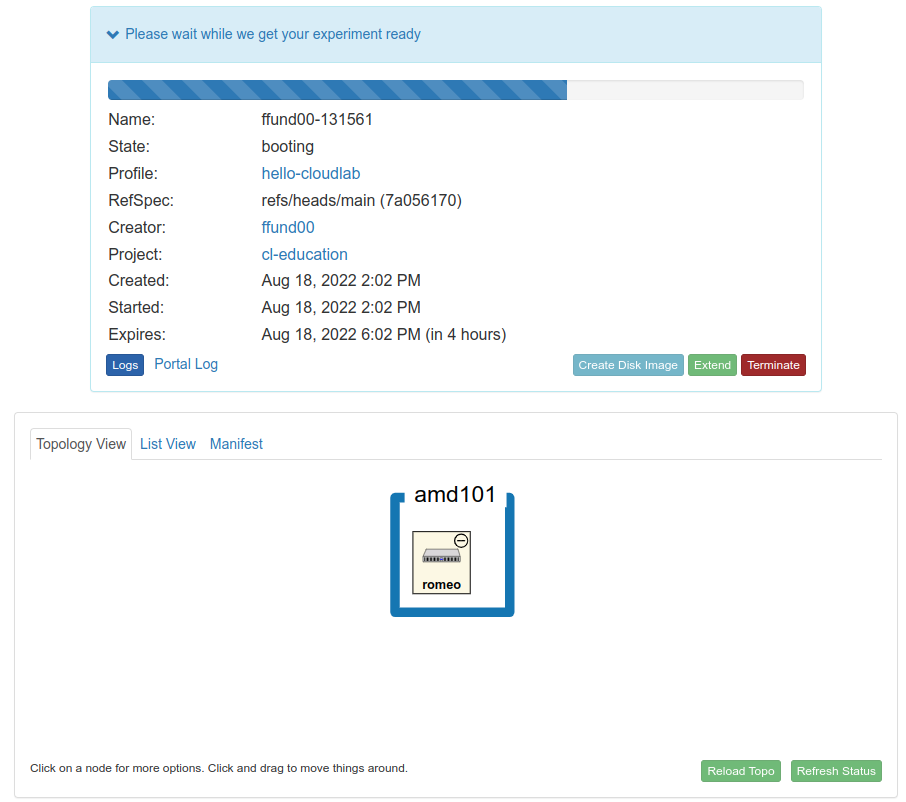 Please wait while we get your experiment ready
Name: ffund00-131561
State: booting
Profile: hello-cloudlab
RefSpec: refs/heads/main (7a056170)
Creator: ffund00
Project: cl-education
Created: Aug 18, 2022 2:02 PM
Started: Aug 18, 2022 2:02 PM
Expires: Aug 18, 2022 6:02 PM (in 4 hours)
Logs Portal Log Create Disk Image Extend Terminate
Topology View List View Manifest
amd101
romeo
Click on a node for more options. Click and drag to move things around. Reload Topo Refresh Status